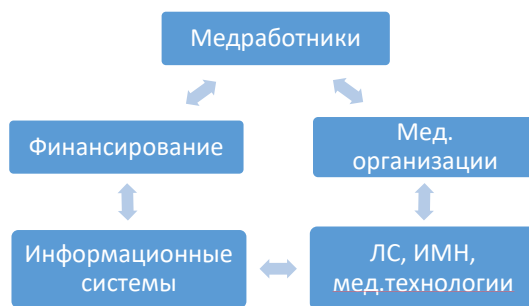 Медработники
Финансирование
Мед.
организации
Информационные
системы
ЛС, ИМН,
мед.технологии